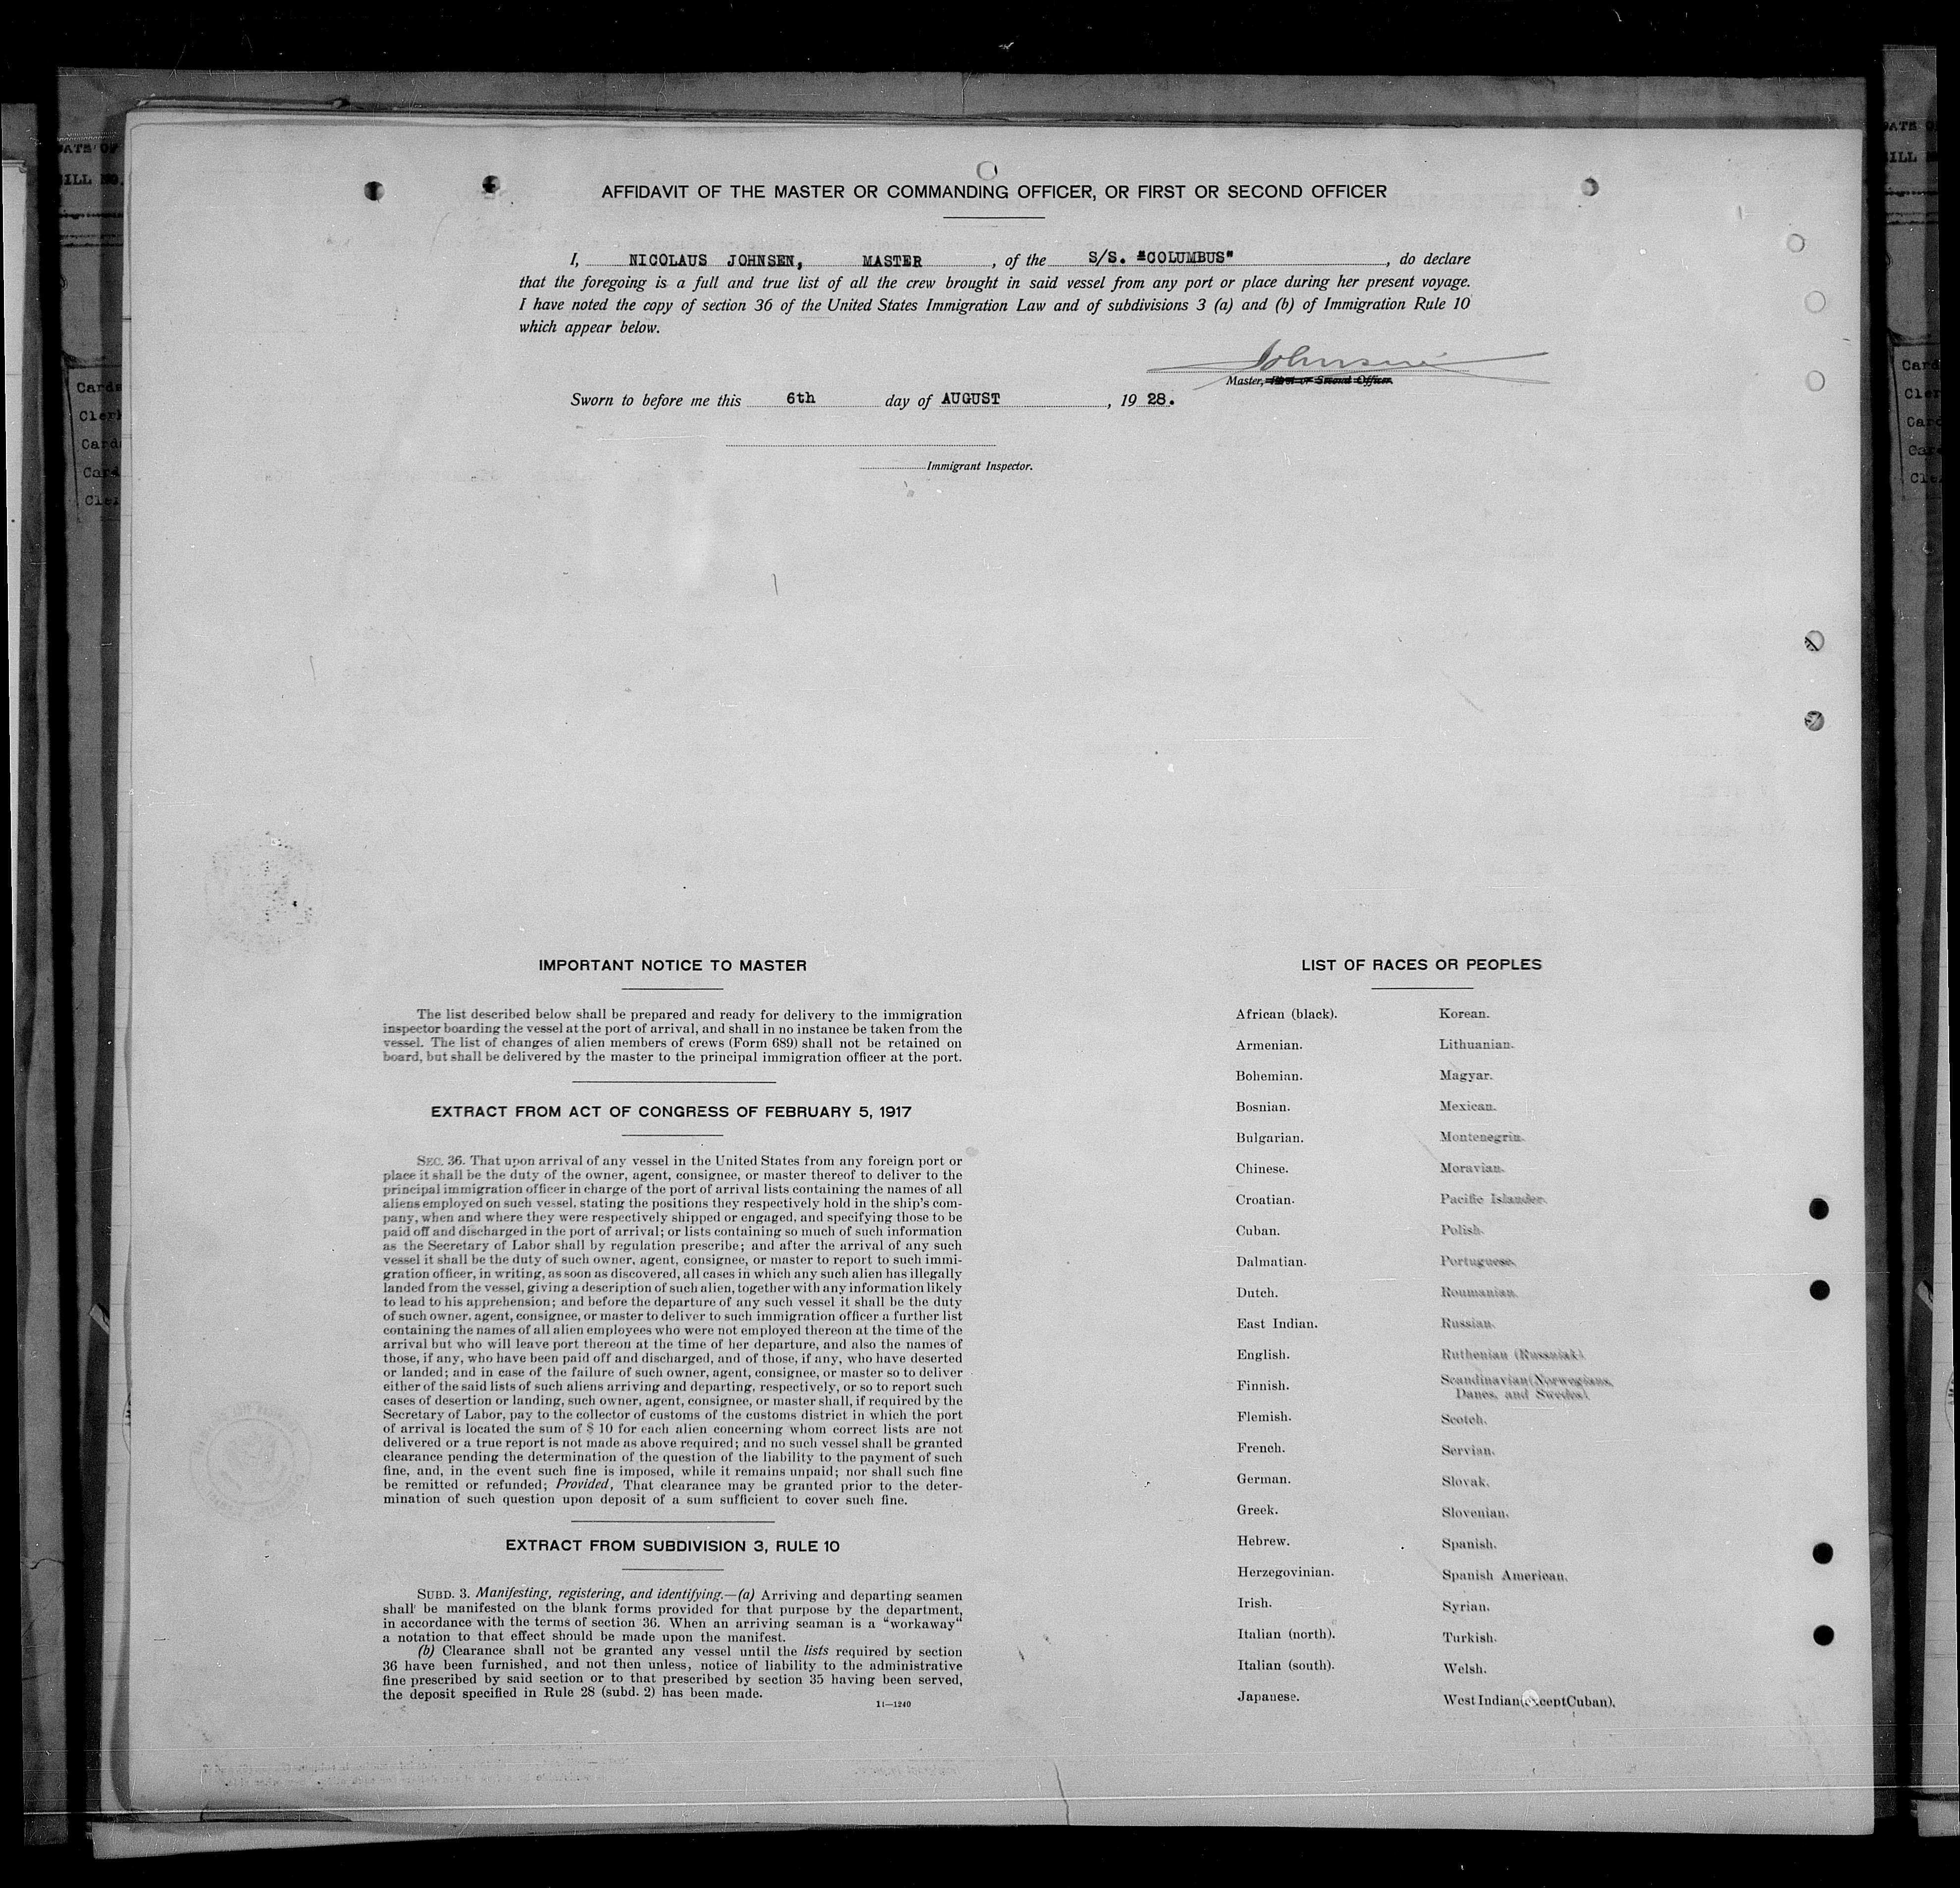 AFFIDAVIT OF THE MASTER OR COMMANDING OFFICER, OR FIRST OR SECOND OFFICER
I, NICOLAUS JOHNSEN, MASTER, of the S/S. "COLUMBUS", do declare
that the foregoing is a full and true list of all the crew brought in said vessel from any port or place during her present voyage.
I have noted the copy of section 36 of the United States Immigration Law and of subdivisions 3 (a) and (b) of Immigration Rule 10
which appear below.
Johnsen
Master, First or Second Officer.
Sworn to before me this 6th day of AUGUST, 19 28.
Immigrant Inspector.
IMPORTANT NOTICE TO MASTER
The list described below shall be prepared and ready for delivery to the immigration
inspector boarding the vessel at the port of arrival, and shall in no instance be taken from the
vessel. The list of changes of alien members of crews (Form 689) shall not be retained on
board, but shall be delivered by the master to the principal immigration officer at the port.
EXTRACT FROM ACT OF CONGRESS OF FEBRUARY 5, 1917
SEC. 36. That upon arrival of any vessel in the United States from any foreign port or
place it shall be the duty of the owner, agent, consignee, or master thereof to deliver to the
principal immigration officer in charge of the port of arrival lists containing the names of all
aliens employed on such vessel, stating the positions they respectively hold in the ship's com-
pany, when and where they were respectively shipped or engaged, and specifying those to be
paid off and discharged in the port of arrival; or lists containing so much of such information
as the Secretary of Labor shall by regulation prescribe; and after the arrival of any such
vessel it shall be the duty of such owner, agent, consignee, or master to report to such immi-
gration officer, in writing, as soon as discovered, all cases in which any such alien has illegally
landed from the vessel, giving a description of such alien, together with any information likely
to lead to his apprehension; and before the departure of any such vessel it shall be the duty
of such owner, agent, consignee, or master to deliver to such immigration officer a further list
containing the names of all alien employees who were not employed thereon at the time of the
arrival but who will leave port thereon at the time of her departure, and also the names of
those, if any, who have been paid off and discharged, and of those, if any, who have deserted
or landed; and in case of the failure of such owner, agent, consignee, or master so to deliver
either of the said lists of such aliens arriving and departing, respectively, or so to report such
cases of desertion or landing, such owner, agent, consignee, or master shall, if required by the
Secretary of Labor, pay to the collector of customs of the customs district in which the port
of arrival is located the sum of $ 10 for each alien concerning whom correct lists are not
delivered or a true report is not made as above required; and no such vessel shall be granted
clearance pending the determination of the question of the liability to the payment of such
fine, and, in the event such fine is imposed, while it remains unpaid; nor shall such fine
be remitted or refunded; Provided, That clearance may be granted prior to the deter-
mination of such question upon deposit of a sum sufficient to cover such fine.
EXTRACT FROM SUBDIVISION 3, RULE 10
SUBD. 3. Manifesting, registering, and identifying.—(a) Arriving and departing seamen
shall be manifested on the blank forms provided for that purpose by the department,
in accordance with the terms of section 36. When an arriving seaman is a "workaway"
a notation to that effect should be made upon the manifest.
(b) Clearance shall not be granted any vessel until the lists required by section
36 have been furnished, and not then unless, notice of liability to the administrative
fine prescribed by said section or to that prescribed by section 35 having been served,
the deposit specified in Rule 28 (subd. 2) has been made.
11—1240
LIST OF RACES OR PEOPLES
African (black).
Armenian.
Bohemian.
Bosnian.
Bulgarian.
Chinese.
Croatian.
Cuban.
Dalmatian.
Dutch.
East Indian.
English.
Finnish.
Flemish.
French.
German.
Greek.
Hebrew.
Herzegovinian.
Irish.
Italian (north).
Italian (south).
Japanese.
Korean.
Lithuanian.
Magyar.
Mexican.
Montenegrin.
Moravian.
Pacific Islander.
Polish.
Portuguese.
Roumanian.
Russian.
Ruthenian (Russniak).
Scandinavian (Norwegians,
Danes, and Swedes).
Scotch.
Servian.
Slovak.
Slovenian.
Spanish.
Spanish American.
Syrian.
Turkish.
Welsh.
West Indian (except Cuban).